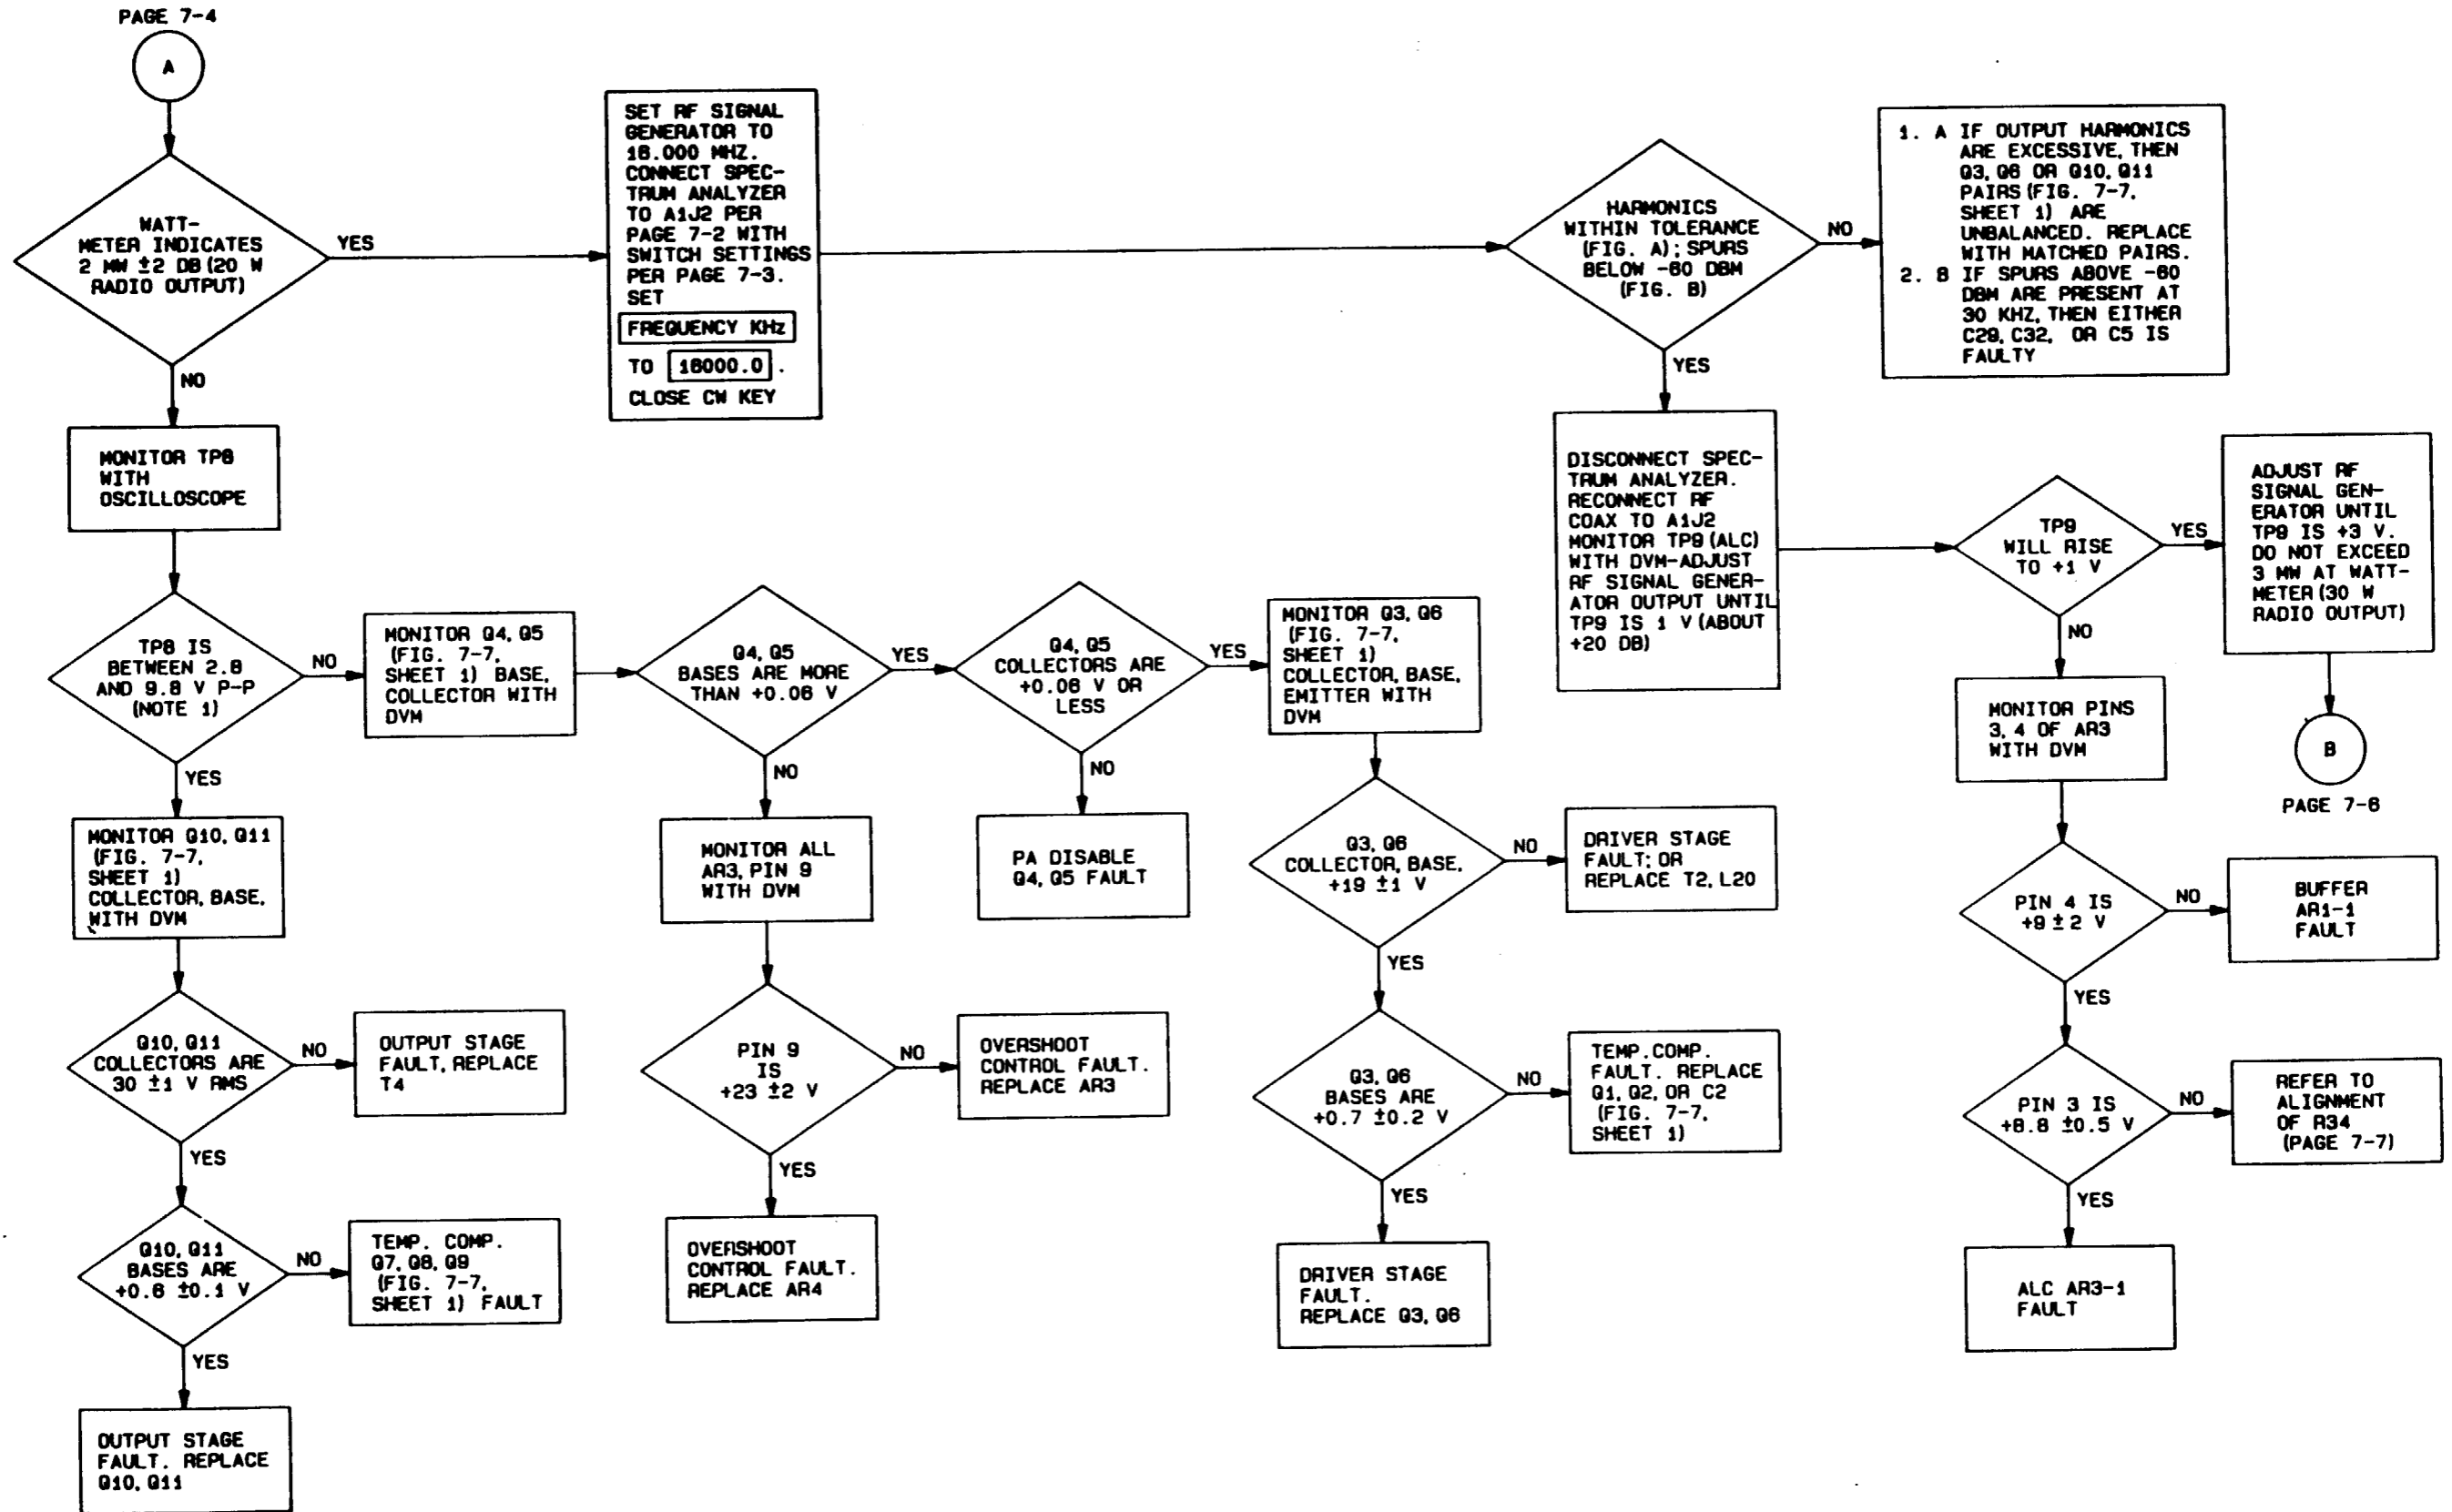 PAGE 7-4
A
WATT-
METER INDICATES
2 MW ±2 DB (20 W
RADIO OUTPUT)
YES
NO
SET RF SIGNAL
GENERATOR TO
16.000 MHZ.
CONNECT SPEC-
TRUM ANALYZER
TO A1J2 PER
PAGE 7-2 WITH
SWITCH SETTINGS
PER PAGE 7-3.
SET
FREQUENCY KHz
TO 16000.0 .
CLOSE CW KEY
HARMONICS
WITHIN TOLERANCE
(FIG. A); SPURS
BELOW -60 DBM
(FIG. B)
NO
YES
1. A IF OUTPUT HARMONICS
ARE EXCESSIVE, THEN
Q3, Q6 OR Q10, Q11
PAIRS (FIG. 7-7,
SHEET 1) ARE
UNBALANCED. REPLACE
WITH MATCHED PAIRS.
2. B IF SPURS ABOVE -60
DBM ARE PRESENT AT
30 KHZ, THEN EITHER
C29, C32, OR C5 IS
FAULTY
MONITOR TP8
WITH
OSCILLOSCOPE
TP8 IS
BETWEEN 2.8
AND 9.8 V P-P
(NOTE 1)
NO
YES
MONITOR Q4, Q5
(FIG. 7-7,
SHEET 1) BASE,
COLLECTOR WITH
DVM
Q4, Q5
BASES ARE MORE
THAN +0.06 V
YES
NO
Q4, Q5
COLLECTORS ARE
+0.06 V OR
LESS
YES
NO
MONITOR Q3, Q6
(FIG. 7-7,
SHEET 1)
COLLECTOR, BASE,
EMITTER WITH
DVM
DISCONNECT SPEC-
TRUM ANALYZER.
RECONNECT RF
COAX TO A1J2
MONITOR TP9 (ALC)
WITH DVM-ADJUST
RF SIGNAL GENER-
ATOR OUTPUT UNTIL
TP9 IS 1 V (ABOUT
+20 DB)
TP9
WILL RISE
TO +1 V
YES
NO
ADJUST RF
SIGNAL GEN-
ERATOR UNTIL
TP9 IS +3 V.
DO NOT EXCEED
3 MW AT WATT-
METER (30 W
RADIO OUTPUT)
B
PAGE 7-6
MONITOR PINS
3, 4 OF AR3
WITH DVM
MONITOR Q10, Q11
(FIG. 7-7,
SHEET 1)
COLLECTOR, BASE,
WITH DVM
MONITOR ALL
AR3, PIN 9
WITH DVM
PA DISABLE
Q4, Q5 FAULT
Q3, Q6
COLLECTOR, BASE,
+19 ±1 V
NO
YES
DRIVER STAGE
FAULT; OR
REPLACE T2, L20
PIN 4 IS
+9 ±2 V
NO
YES
BUFFER
AR1-1
FAULT
Q10, Q11
COLLECTORS ARE
30 ±1 V RMS
NO
YES
OUTPUT STAGE
FAULT, REPLACE
T4
PIN 9
IS
+23 ±2 V
NO
YES
OVERSHOOT
CONTROL FAULT.
REPLACE AR3
Q3, Q6
BASES ARE
+0.7 ±0.2 V
NO
YES
TEMP.COMP.
FAULT. REPLACE
Q1, Q2, OR C2
(FIG. 7-7,
SHEET 1)
PIN 3 IS
+8.8 ±0.5 V
NO
YES
REFER TO
ALIGNMENT
OF R34
(PAGE 7-7)
Q10, Q11
BASES ARE
+0.6 ±0.1 V
NO
YES
TEMP. COMP.
Q7, Q8, Q9
(FIG. 7-7,
SHEET 1) FAULT
OVERSHOOT
CONTROL FAULT.
REPLACE AR4
DRIVER STAGE
FAULT.
REPLACE Q3, Q6
ALC AR3-1
FAULT
OUTPUT STAGE
FAULT. REPLACE
Q10, Q11